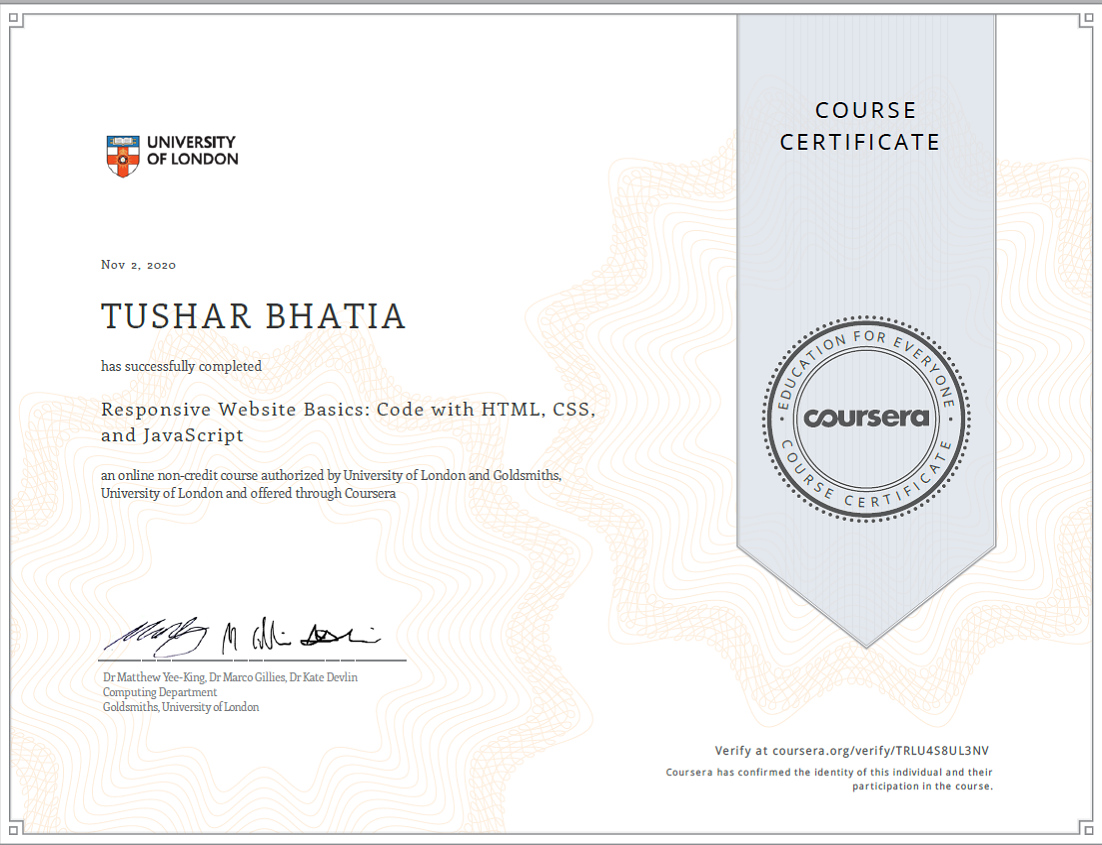 COURSE
CERTIFICATE
UNIVERSITY
OF LONDON
Nov 2, 2020
TUSHAR BHATIA
has successfully completed
Responsive Website Basics: Code with HTML, CSS,
and JavaScript
an online non-credit course authorized by University of London and Goldsmiths,
University of London and offered through Coursera
EDUCATION FOR EVERYONE
coursera
COURSE CERTIFICATE
Dr Matthew Yee-King, Dr Marco Gillies, Dr Kate Devlin
Computing Department
Goldsmiths, University of London
Verify at coursera.org/verify/TRLU4S8UL3NV
Coursera has confirmed the identity of this individual and their
participation in the course.